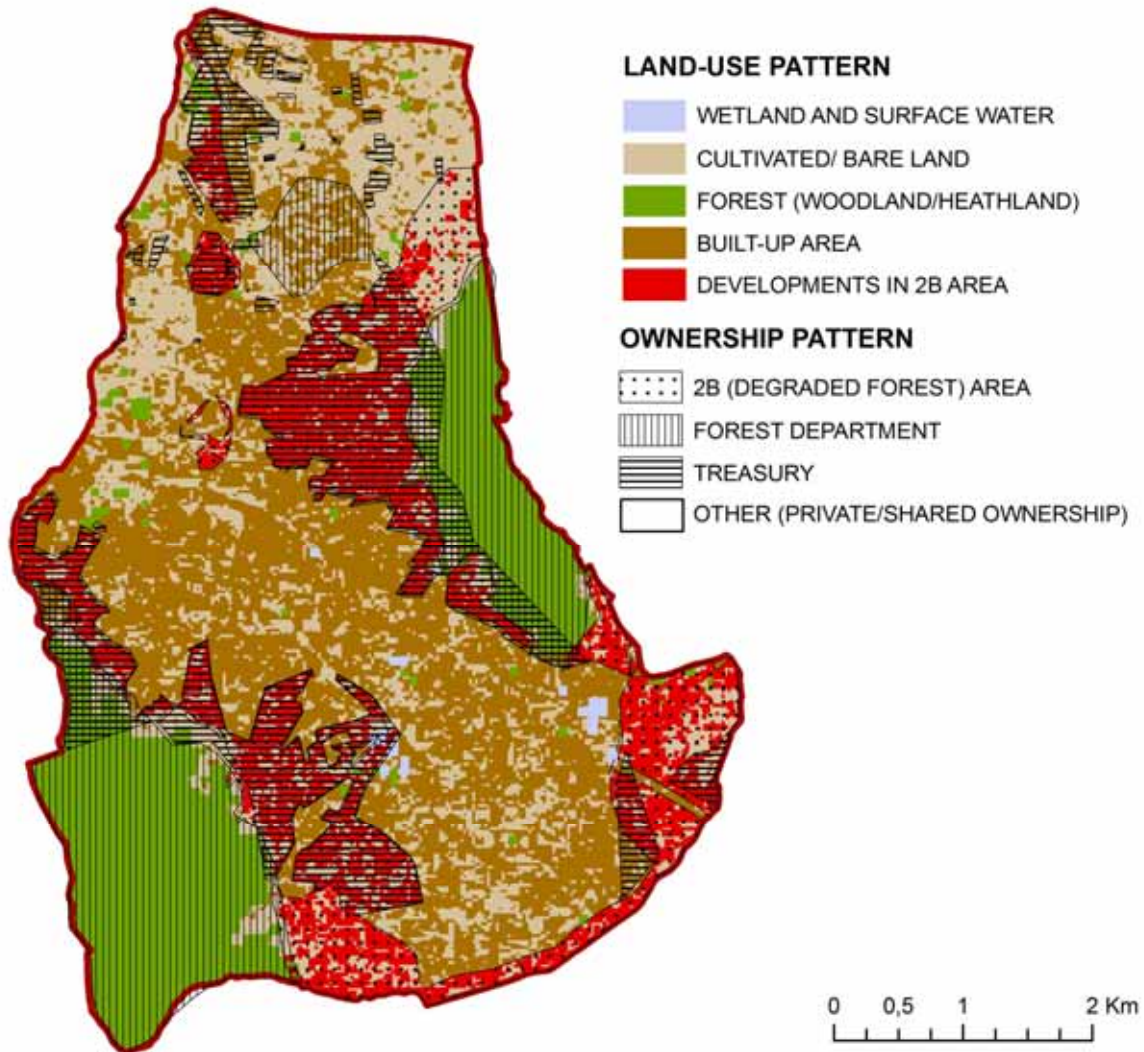 LAND-USE PATTERN
WETLAND AND SURFACE WATER
CULTIVATED/ BARE LAND
FOREST (WOODLAND/HEATHLAND)
BUILT-UP AREA
DEVELOPMENTS IN 2B AREA
OWNERSHIP PATTERN
2B (DEGRADED FOREST) AREA
FOREST DEPARTMENT
TREASURY
OTHER (PRIVATE/SHARED OWNERSHIP)
0 0,5 1 2 Km